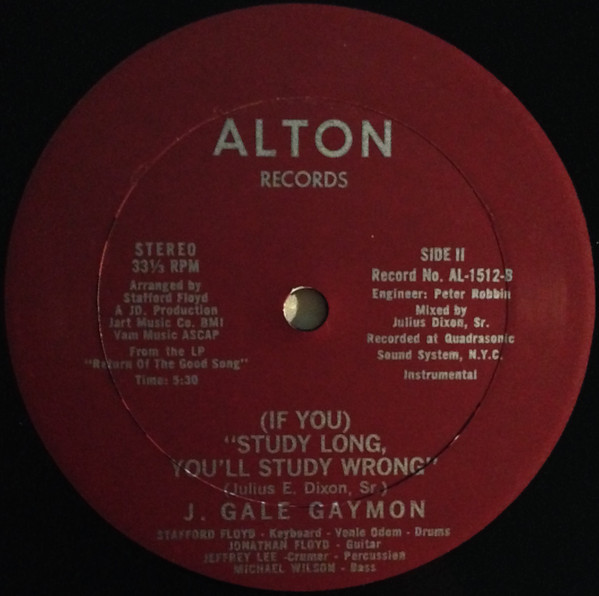 ALTON
RECORDS
STEREO
33⅓ RPM
Arranged by
Stafford Floyd
A JD. Production
Jart Music Co. BMI
Vam Music ASCAP
From the LP
"Return Of The Good Song"
Time: 5:30
SIDE II
Record No. AL-1512-B
Engineer: Peter Robbin
Mixed by
Julius Dixon, Sr.
Recorded at Quadrasonic
Sound System, N.Y.C.
Instrumental
(IF YOU)
"STUDY LONG,
YOU'LL STUDY WRONG"
(Julius E. Dixon, Sr.)
J. GALE GAYMON
STAFFORD FLOYD - Keyboard - Venie Odom - Drums
JONATHAN FLOYD - Guitar
JEFFREY LEE -Crumer - Percussion
MICHAEL WILSON - Bass